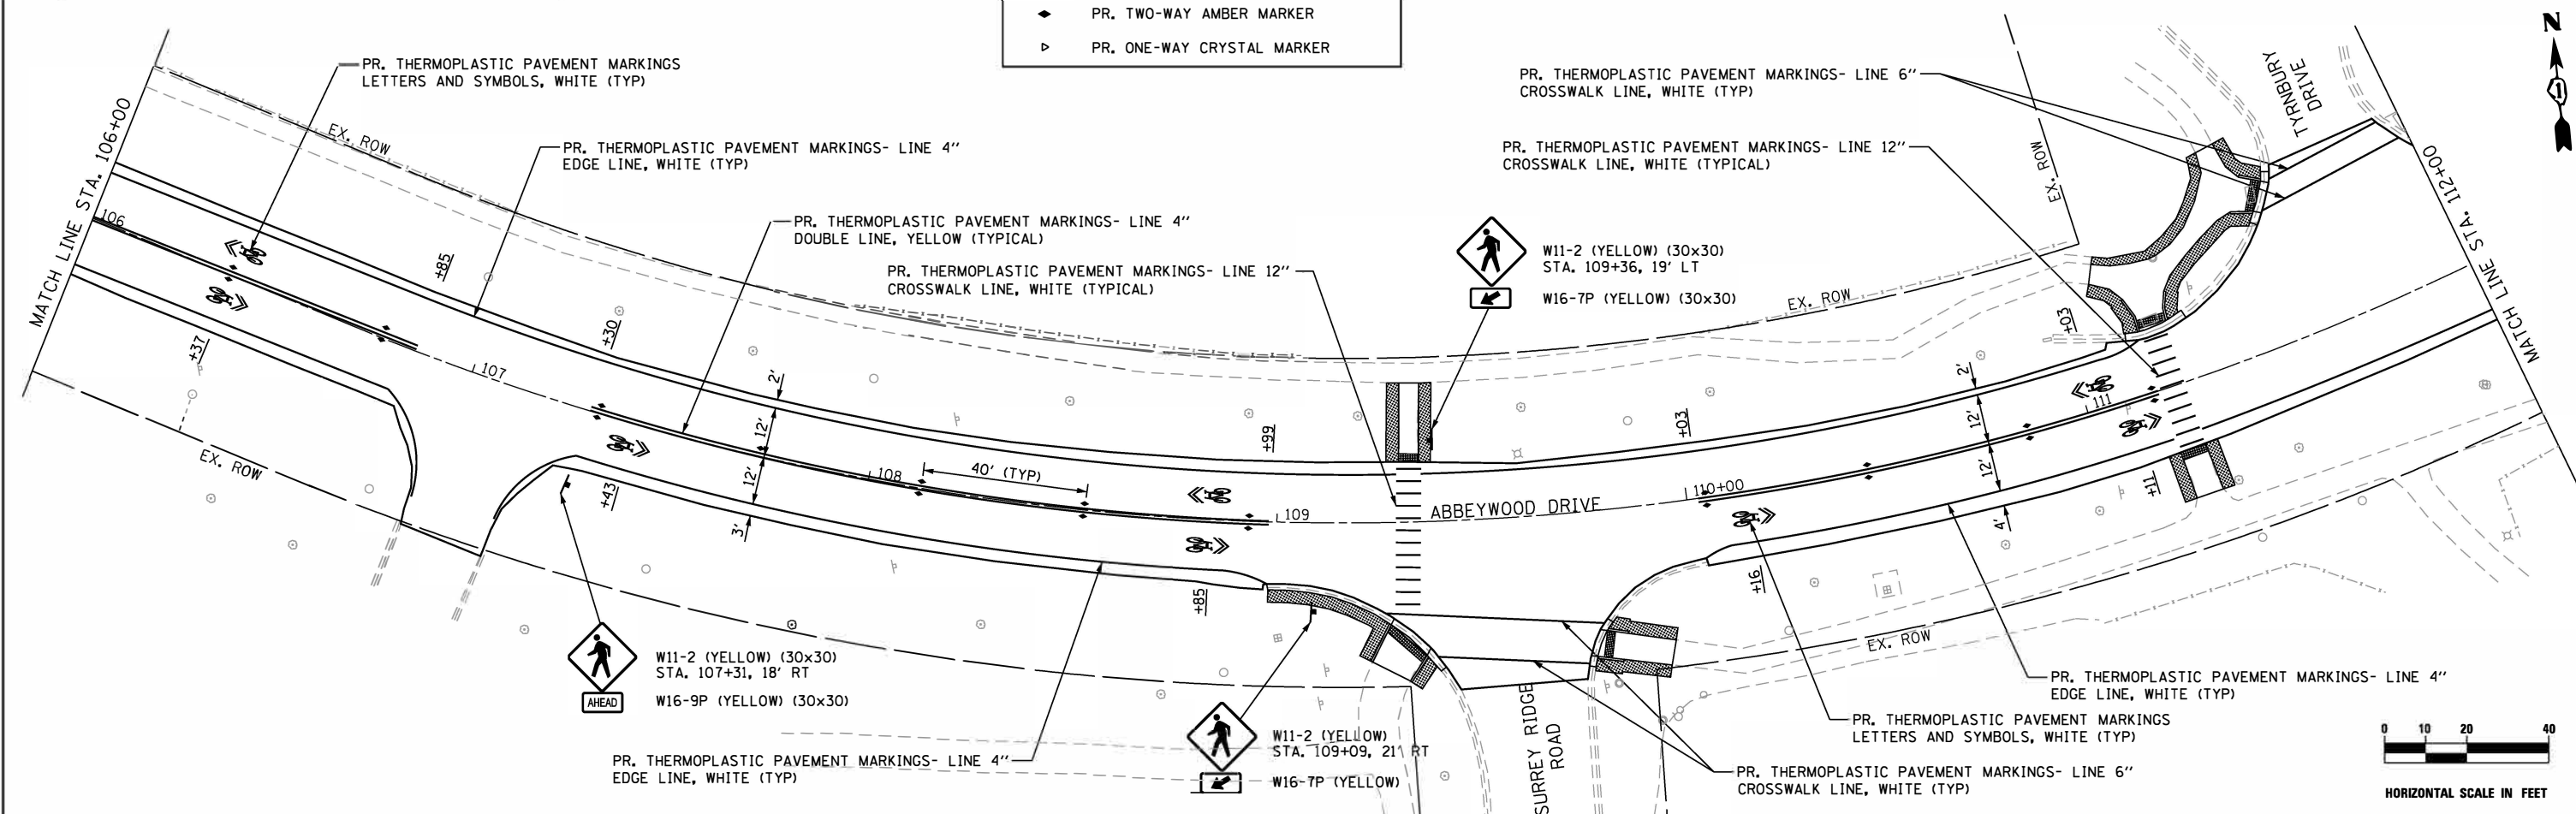 PR. TWO-WAY AMBER MARKER
PR. ONE-WAY CRYSTAL MARKER
N
1
PR. THERMOPLASTIC PAVEMENT MARKINGS
LETTERS AND SYMBOLS, WHITE (TYP)
PR. THERMOPLASTIC PAVEMENT MARKINGS- LINE 6"
CROSSWALK LINE, WHITE (TYP)
TYRNBURY
DRIVE
MATCH LINE STA. 106+00
EX. ROW
PR. THERMOPLASTIC PAVEMENT MARKINGS- LINE 4"
EDGE LINE, WHITE (TYP)
PR. THERMOPLASTIC PAVEMENT MARKINGS- LINE 12"
CROSSWALK LINE, WHITE (TYPICAL)
EX. ROW
MATCH LINE STA. 112+00
106
PR. THERMOPLASTIC PAVEMENT MARKINGS- LINE 4"
DOUBLE LINE, YELLOW (TYPICAL)
PR. THERMOPLASTIC PAVEMENT MARKINGS- LINE 12"
CROSSWALK LINE, WHITE (TYPICAL)
W11-2 (YELLOW) (30x30)
STA. 109+36, 19' LT
W16-7P (YELLOW) (30x30)
EX. ROW
+85
+37
+30
+03
107
2'
12'
12'
3'
108
40' (TYP)
+99
109
ABBEYWOOD DRIVE
+03
110+00
2'
12'
12'
4'
111
+11
EX. ROW
+43
+85
+16
EX. ROW
W11-2 (YELLOW) (30x30)
STA. 107+31, 18' RT
AHEAD
W16-9P (YELLOW) (30x30)
PR. THERMOPLASTIC PAVEMENT MARKINGS- LINE 4"
EDGE LINE, WHITE (TYP)
W11-2 (YELLOW)
STA. 109+09, 21' RT
W16-7P (YELLOW)
SURREY RIDGE
ROAD
PR. THERMOPLASTIC PAVEMENT MARKINGS- LINE 4"
EDGE LINE, WHITE (TYP)
PR. THERMOPLASTIC PAVEMENT MARKINGS
LETTERS AND SYMBOLS, WHITE (TYP)
PR. THERMOPLASTIC PAVEMENT MARKINGS- LINE 6"
CROSSWALK LINE, WHITE (TYP)
0 10 20 40
HORIZONTAL SCALE IN FEET